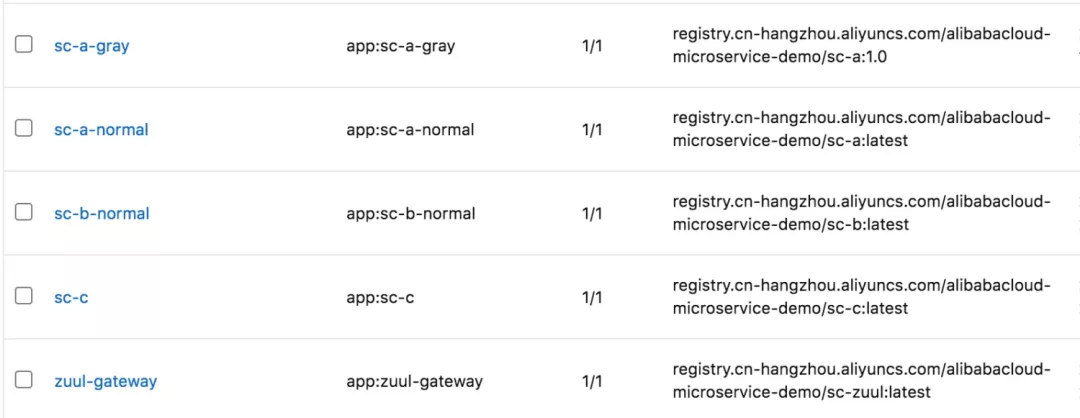 sc-a-gray app:sc-a-gray 1/1 registry.cn-hangzhou.aliyuncs.com/alibabacloud-
microservice-demo/sc-a:1.0
sc-a-normal app:sc-a-normal 1/1 registry.cn-hangzhou.aliyuncs.com/alibabacloud-
microservice-demo/sc-a:latest
sc-b-normal app:sc-b-normal 1/1 registry.cn-hangzhou.aliyuncs.com/alibabacloud-
microservice-demo/sc-b:latest
sc-c app:sc-c 1/1 registry.cn-hangzhou.aliyuncs.com/alibabacloud-
microservice-demo/sc-c:latest
zuul-gateway app:zuul-gateway 1/1 registry.cn-hangzhou.aliyuncs.com/alibabacloud-
microservice-demo/sc-zuul:latest